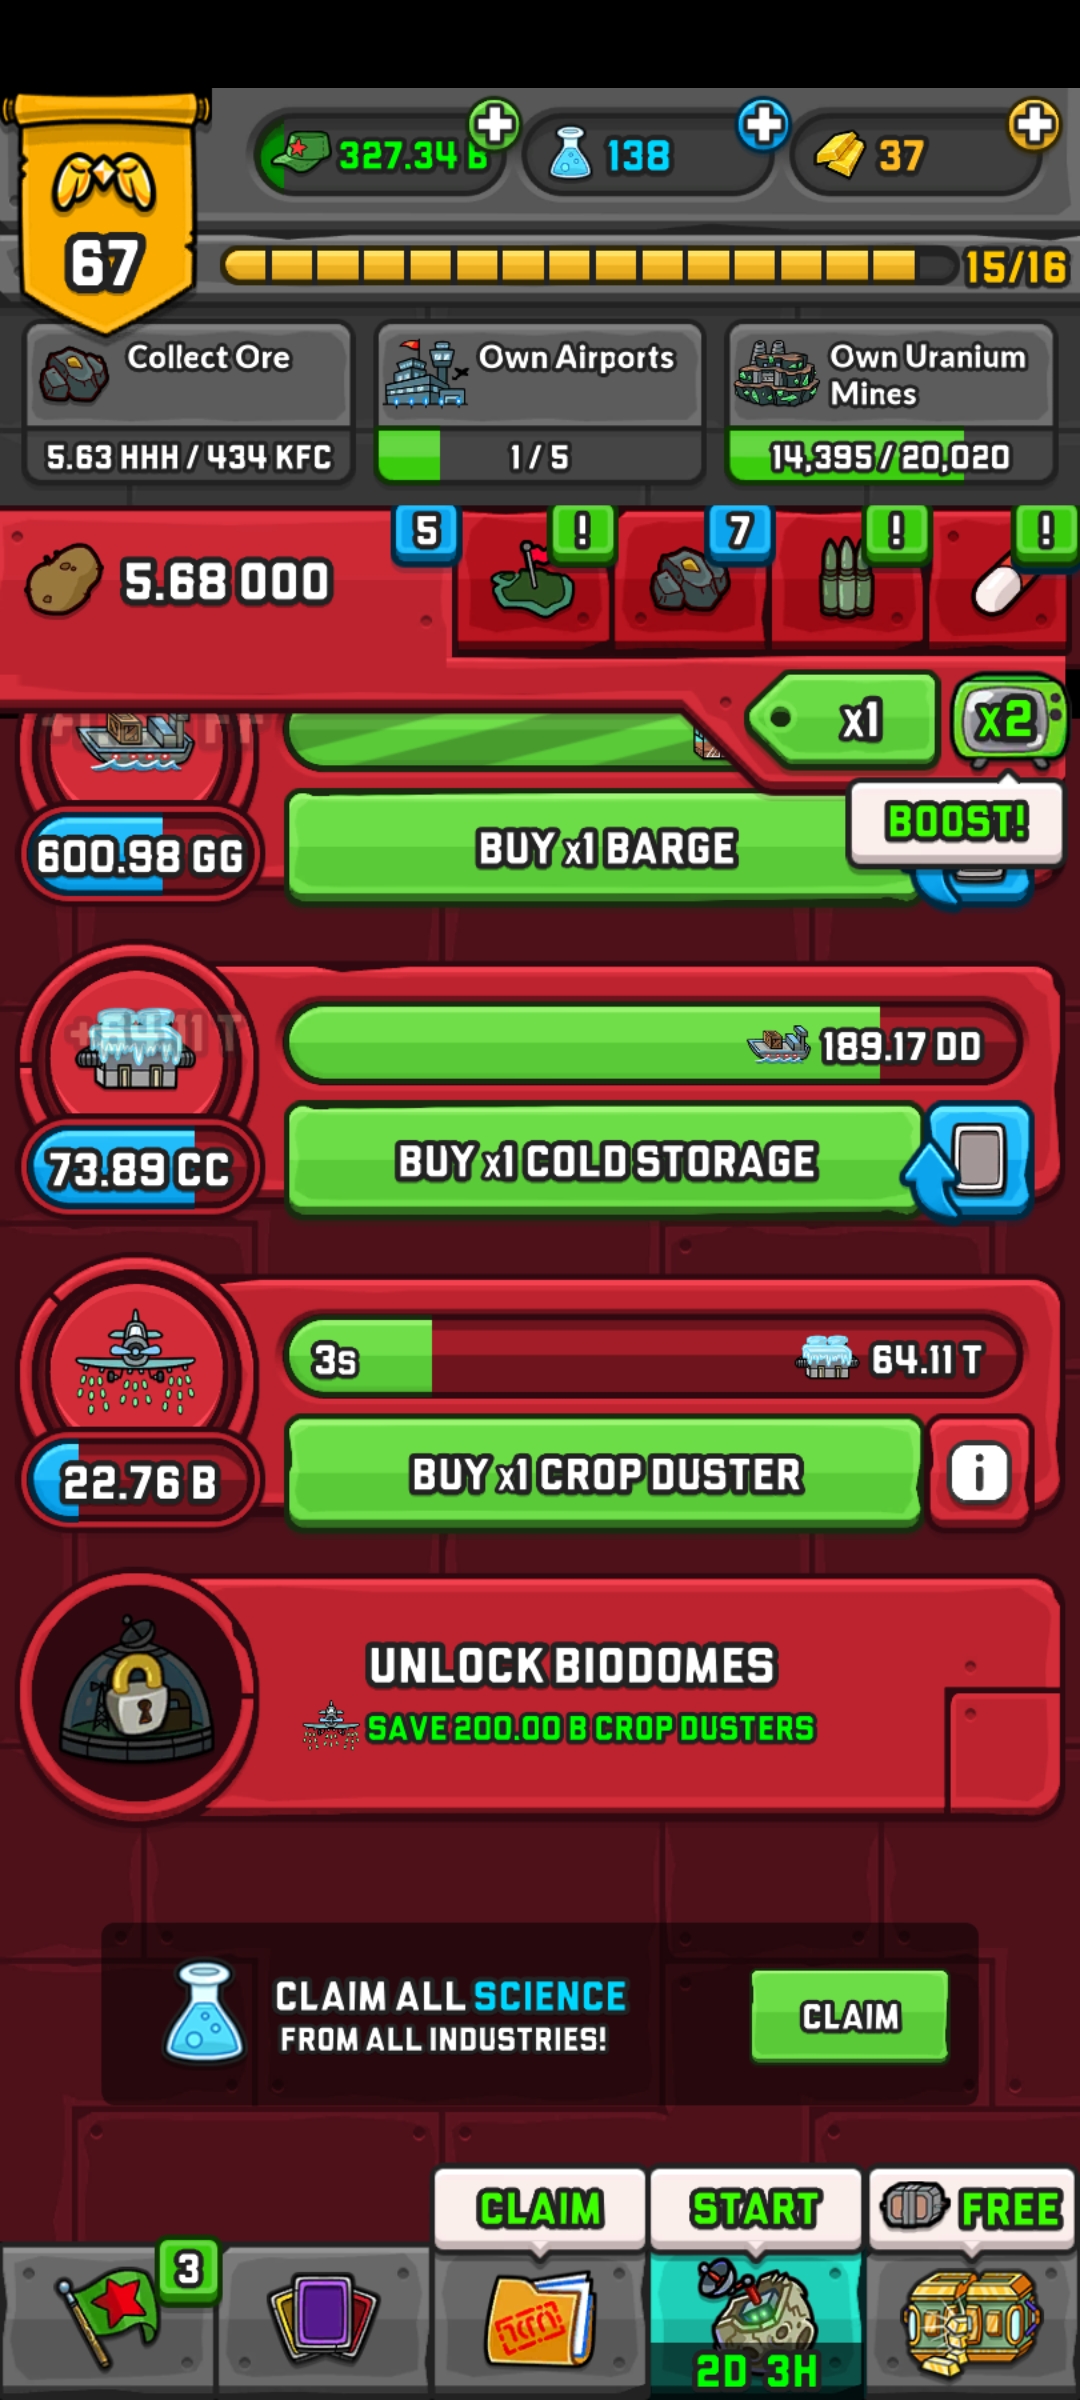 327.34 B
138
37
67
15/16
Collect Ore
5.63 HHH / 434 KFC
Own Airports
1 / 5
Own Uranium
Mines
14,395 / 20,020
5.68 000
5
!
7
!
!
x1
x2
BOOST!
600.98 GG
BUY x1 BARGE
189.17 DD
73.89 CC
BUY x1 COLD STORAGE
3s
64.11 T
22.76 B
BUY x1 CROP DUSTER
i
UNLOCK BIODOMES
SAVE 200.00 B CROP DUSTERS
CLAIM ALL SCIENCE
FROM ALL INDUSTRIES!
CLAIM
CLAIM
START
FREE
3
2D 3H